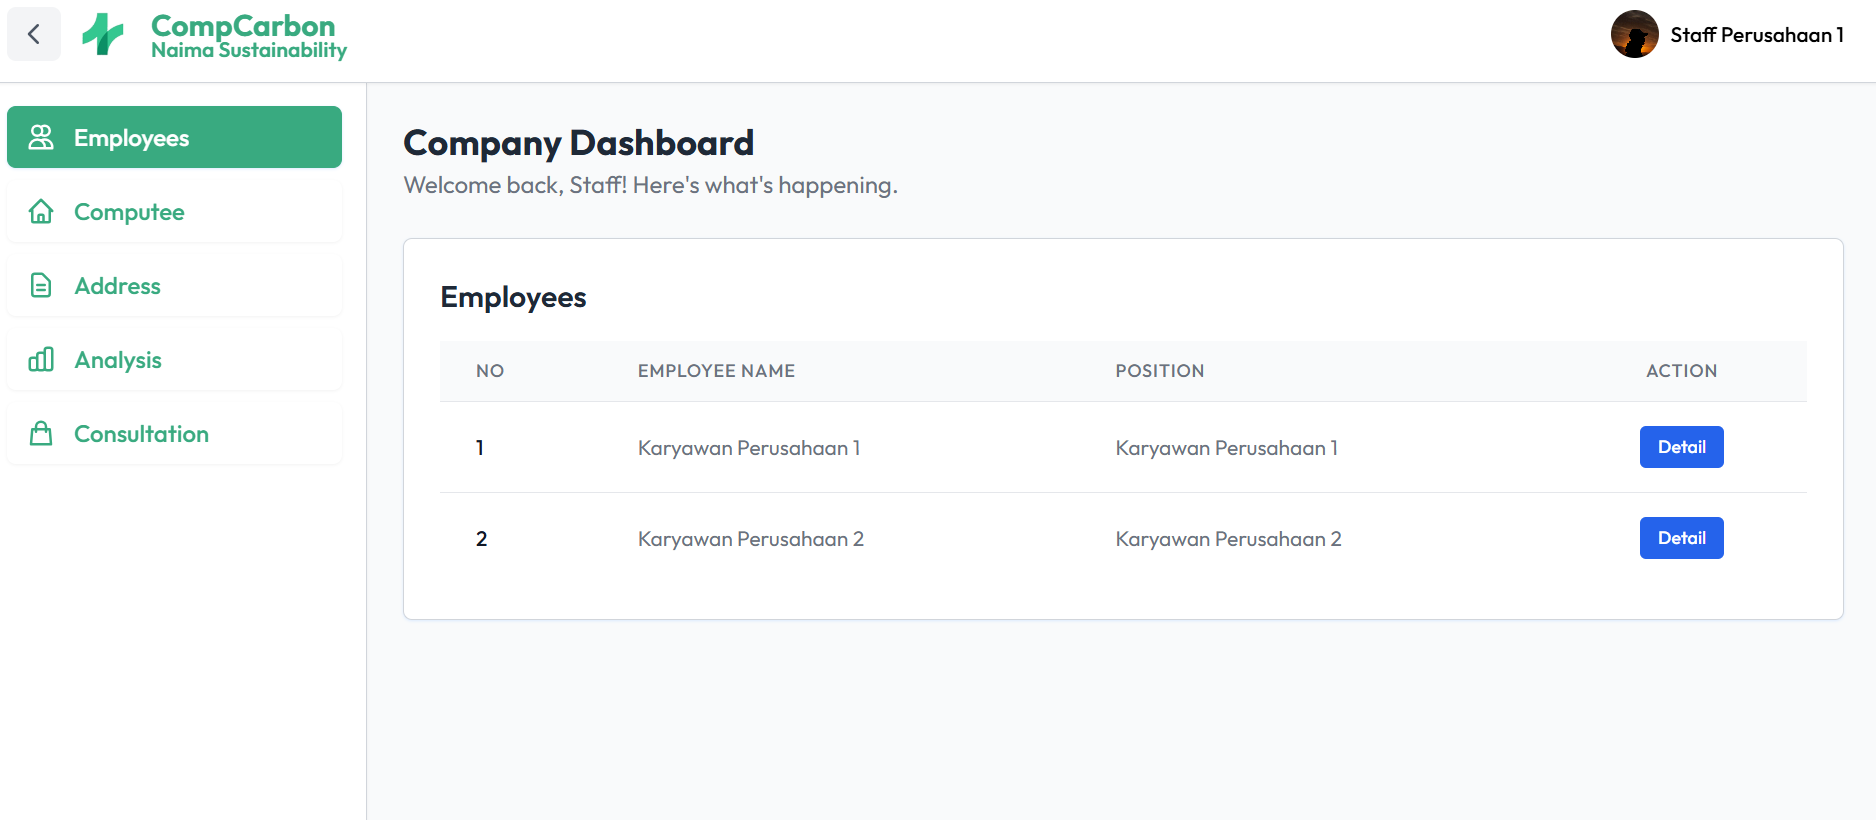 CompCarbon
Naima Sustainability
Staff Perusahaan 1
Employees
Computee
Address
Analysis
Consultation
Company Dashboard
Welcome back, Staff! Here's what's happening.
Employees
NO EMPLOYEE NAME POSITION ACTION
1 Karyawan Perusahaan 1 Karyawan Perusahaan 1 Detail
2 Karyawan Perusahaan 2 Karyawan Perusahaan 2 Detail